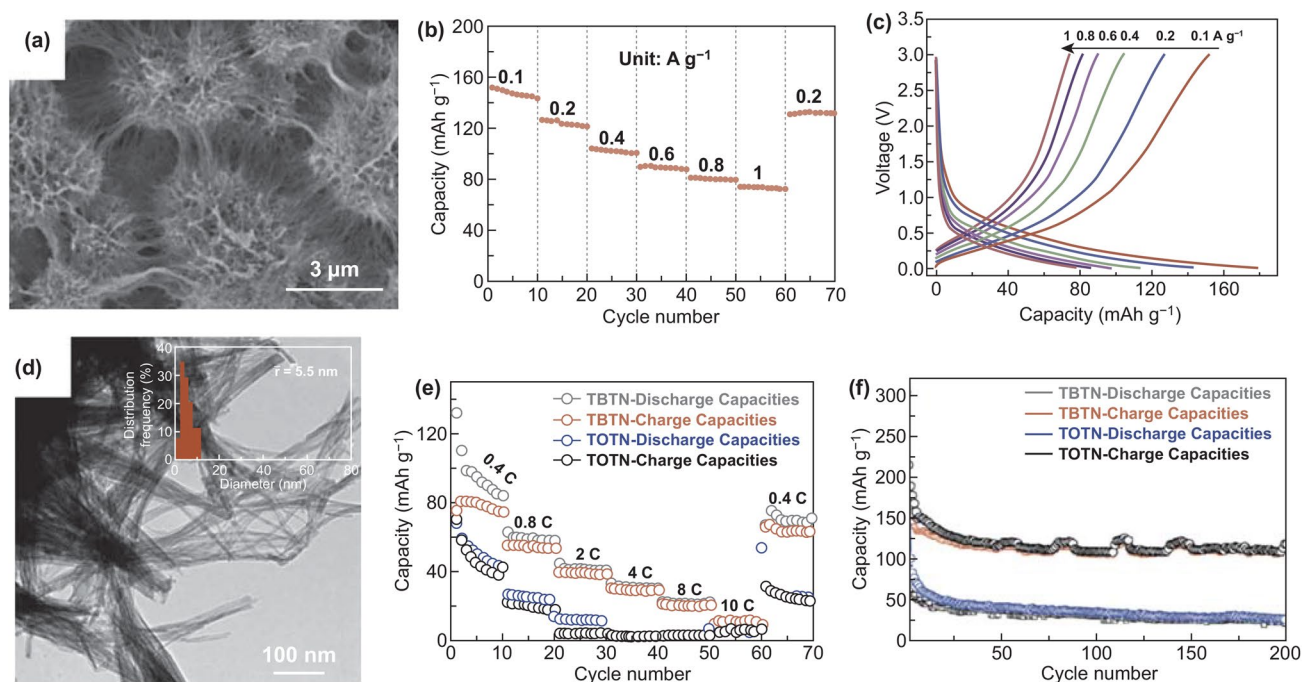 (a)
3 μm
(b)
Unit: A g⁻¹
0.1
0.2
0.4
0.6
0.8
1
0.2
200
160
120
80
40
0
0 10 20 30 40 50 60 70
Capacity (mAh g⁻¹)
Cycle number
(c)
1 0.8 0.6 0.4 0.2 0.1 A g⁻¹
3.5
3.0
2.5
2.0
1.5
1.0
0.5
0.0
0 40 80 120 160
Voltage (V)
Capacity (mAh g⁻¹)
(d)
r = 5.5 nm
40
30
20
10
0
0 20 40 60 80
Distribution
frequency (%)
Diameter (nm)
100 nm
(e)
TBTN-Discharge Capacities
TBTN-Charge Capacities
TOTN-Discharge Capacities
TOTN-Charge Capacities
0.4 C
0.8 C
2 C
4 C
8 C
10 C
0.4 C
120
80
40
0
0 10 20 30 40 50 60 70
Capacity (mAh g⁻¹)
Cycle number
(f)
TBTN-Discharge Capacities
TBTN-Charge Capacities
TOTN-Discharge Capacities
TOTN-Charge Capacities
300
250
200
150
100
50
0
50 100 150 200
Capacity (mAh g⁻¹)
Cycle number